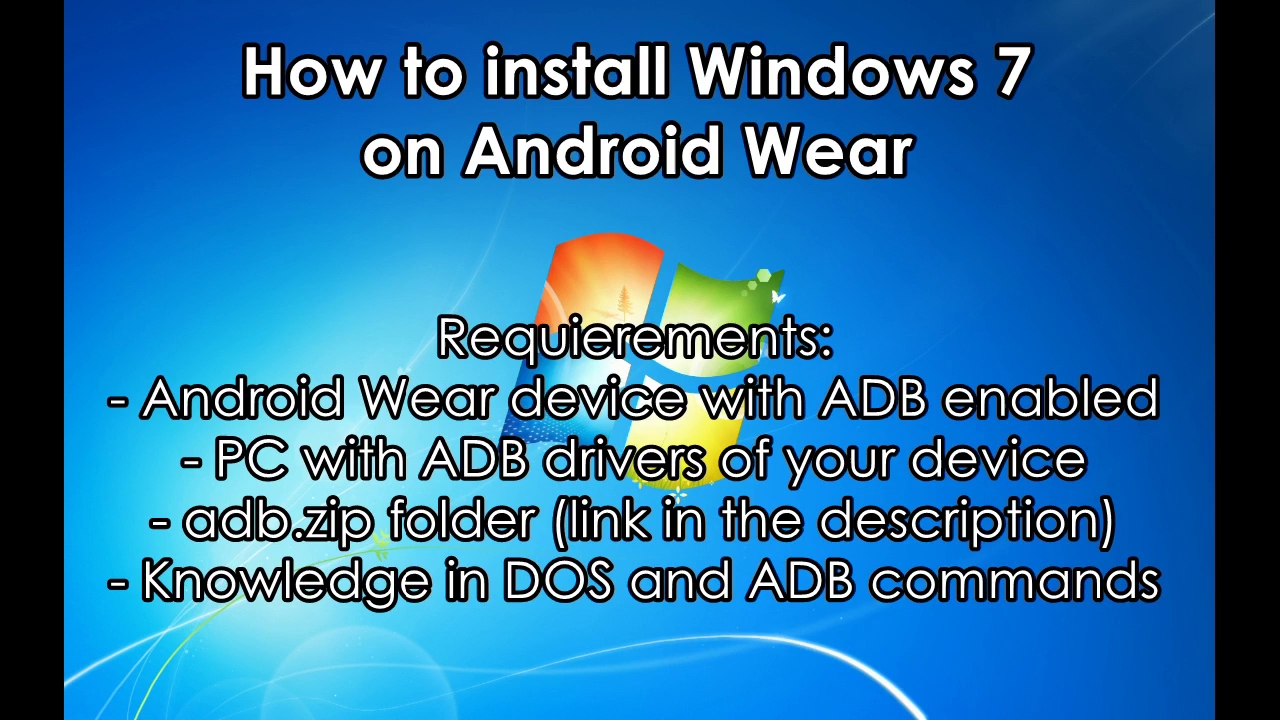 How to install Windows 7
on Android Wear
Requierements:
- Android Wear device with ADB enabled
- PC with ADB drivers of your device
- adb.zip folder (link in the description)
- Knowledge in DOS and ADB commands